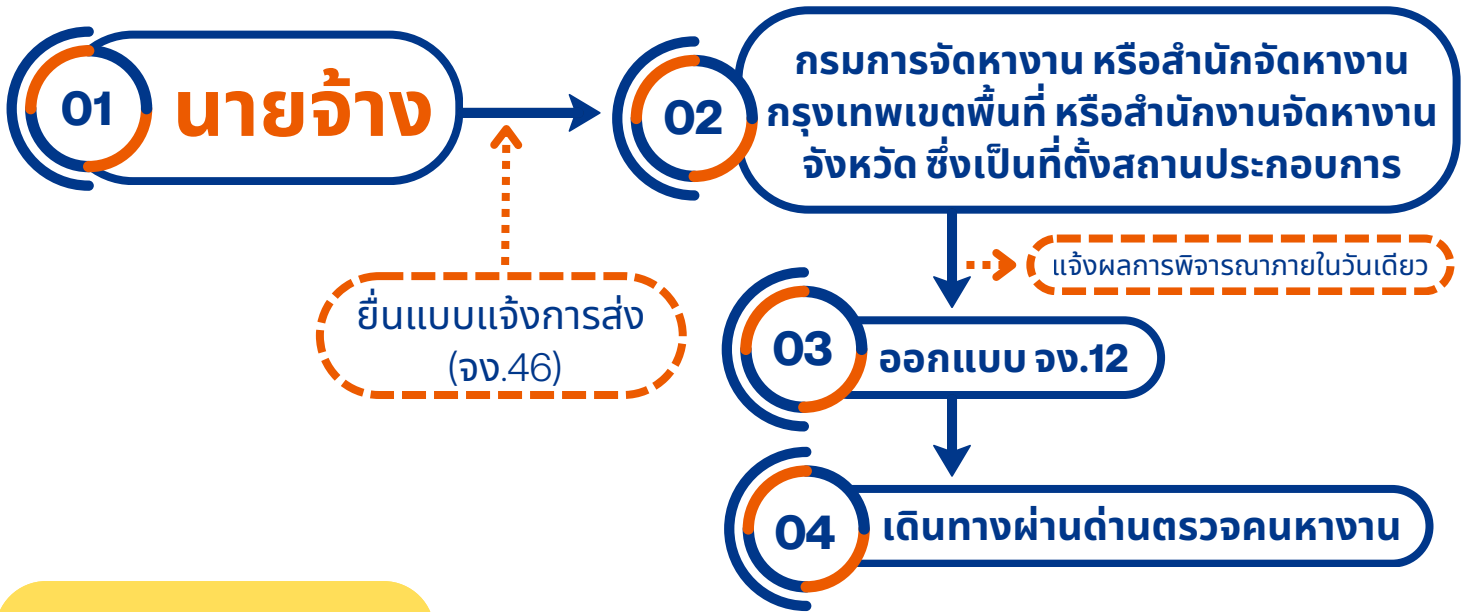 01
นายจ้าง
ยื่นแบบแจ้งการส่ง
(จง.46)
02
กรมการจัดหางาน หรือสำนักจัดหางาน
กรุงเทพเขตพื้นที่ หรือสำนักงานจัดหางาน
จังหวัด ซึ่งเป็นที่ตั้งสถานประกอบการ
แจ้งผลการพิจารณาภายในวันเดียว
03
ออกแบบ จง.12
04
เดินทางผ่านด่านตรวจคนหางาน